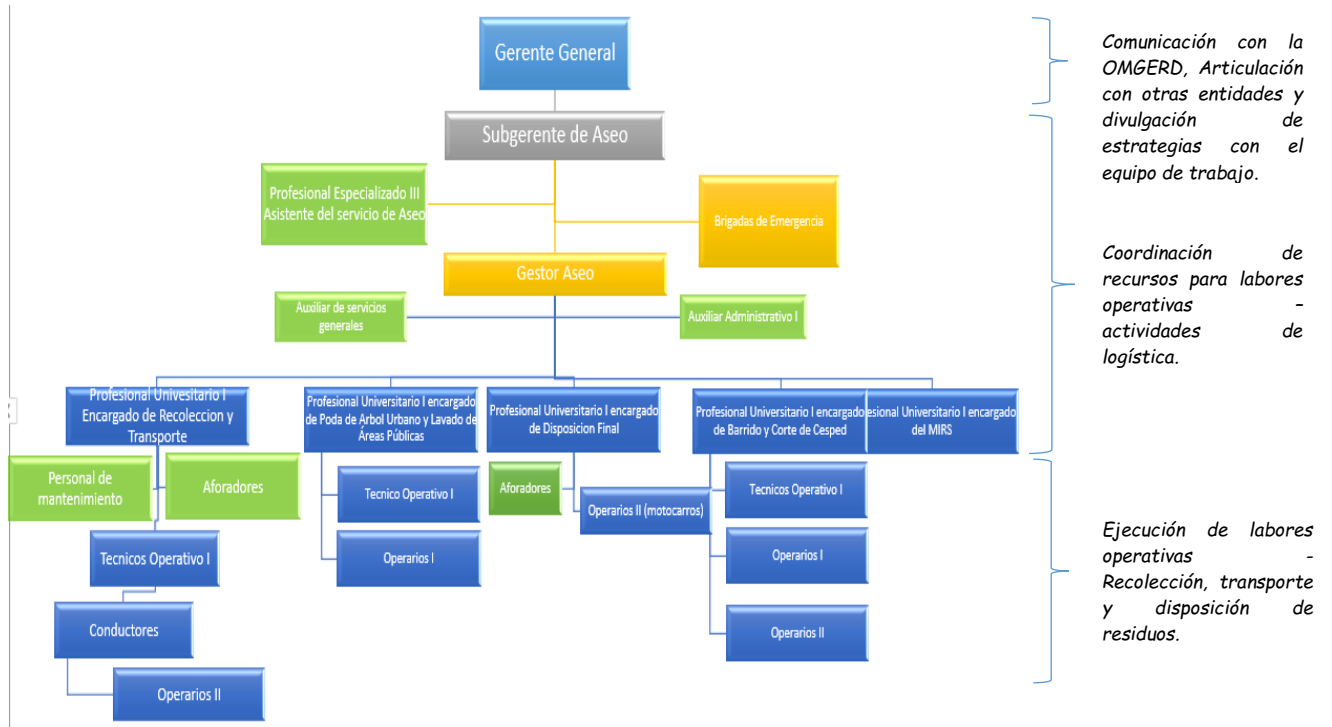 Gerente General
Subgerente de Aseo
Profesional Especializado III
Asistente del servicio de Aseo
Brigadas de Emergencia
Gestor Aseo
Auxiliar de servicios
generales
Auxiliar Administrativo I
Profesional Univesitario I
Encargado de Recoleccion y
Transporte
Profesional Universitario I encargado
de Poda de Arbol Urbano y Lavado de
Áreas Públicas
Profesional Universitario I encargado
de Disposicion Final
Profesional Universitario I encargado
de Barrido y Corte de Cesped
esional Universitario I encargado
del MIRS
Personal de
mantenimiento
Aforadores
Tecnicos Operativo I
Conductores
Operarios II
Tecnico Operativo I
Operarios I
Aforadores
Operarios II (motocarros)
Tecnicos Operativo I
Operarios I
Operarios II
Comunicación con la
OMGERD, Articulación
con otras entidades y
divulgación de
estrategias con el
equipo de trabajo.
Coordinación de
recursos para labores
operativas -
actividades de
logística.
Ejecución de labores
operativas -
Recolección, transporte
y disposición de
residuos.